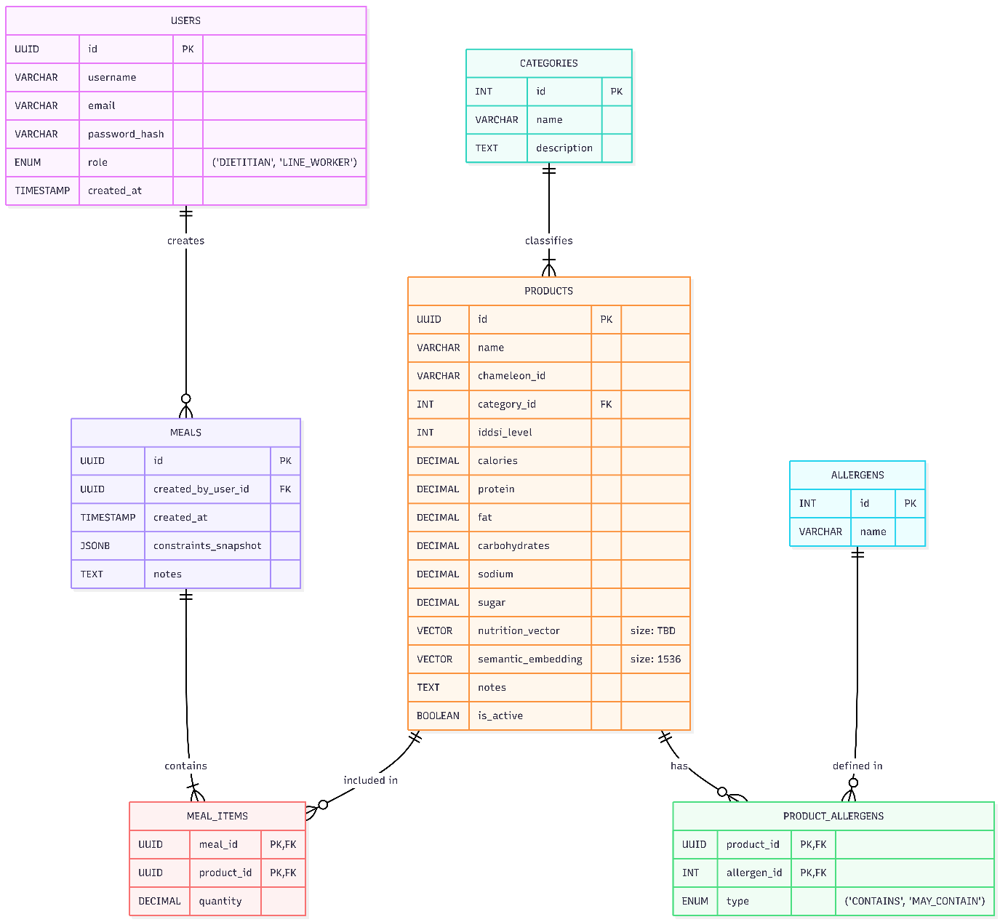 USERS
UUID id PK
VARCHAR username
VARCHAR email
VARCHAR password_hash
ENUM role ('DIETITIAN', 'LINE_WORKER')
TIMESTAMP created_at
CATEGORIES
INT id PK
VARCHAR name
TEXT description
creates
classifies
PRODUCTS
UUID id PK
VARCHAR name
VARCHAR chameleon_id
INT category_id FK
INT iddsi_level
DECIMAL calories
DECIMAL protein
DECIMAL fat
DECIMAL carbohydrates
DECIMAL sodium
DECIMAL sugar
VECTOR nutrition_vector size: TBD
VECTOR semantic_embedding size: 1536
TEXT notes
BOOLEAN is_active
MEALS
UUID id PK
UUID created_by_user_id FK
TIMESTAMP created_at
JSONB constraints_snapshot
TEXT notes
ALLERGENS
INT id PK
VARCHAR name
contains
included in
has
defined in
MEAL_ITEMS
UUID meal_id PK,FK
UUID product_id PK,FK
DECIMAL quantity
PRODUCT_ALLERGENS
UUID product_id PK,FK
INT allergen_id PK,FK
ENUM type ('CONTAINS', 'MAY_CONTAIN')